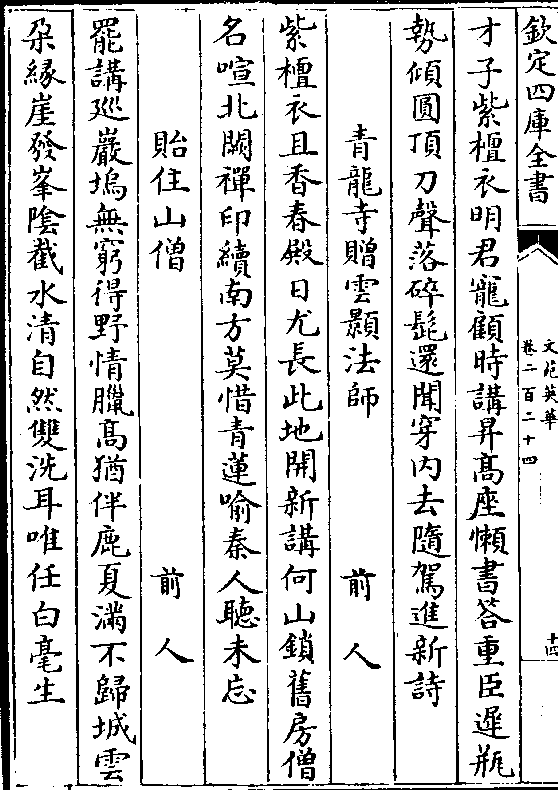 欽定四庫全書
文苑英華
卷二百二十四
十四
才子紫檀衣明君寵顧時講昇髙座懶書答重臣遲瓶
勢傾圓頂刀聲落碎髭還聞穿内去隨駕進新詩
青龍寺贈雲顥法師 前人
紫檀衣且香春殿日尤長此地開新講何山鎖舊房僧
名喧北闕禪印續南方莫惜青蓮喻秦人聽未忘
貽住山僧 前人
罷講廵巖塢無窮得野情臘髙猶伴鹿夏滿不歸城雲
朶緣崖發峯陰截水清自然雙洗耳唯任白毫生